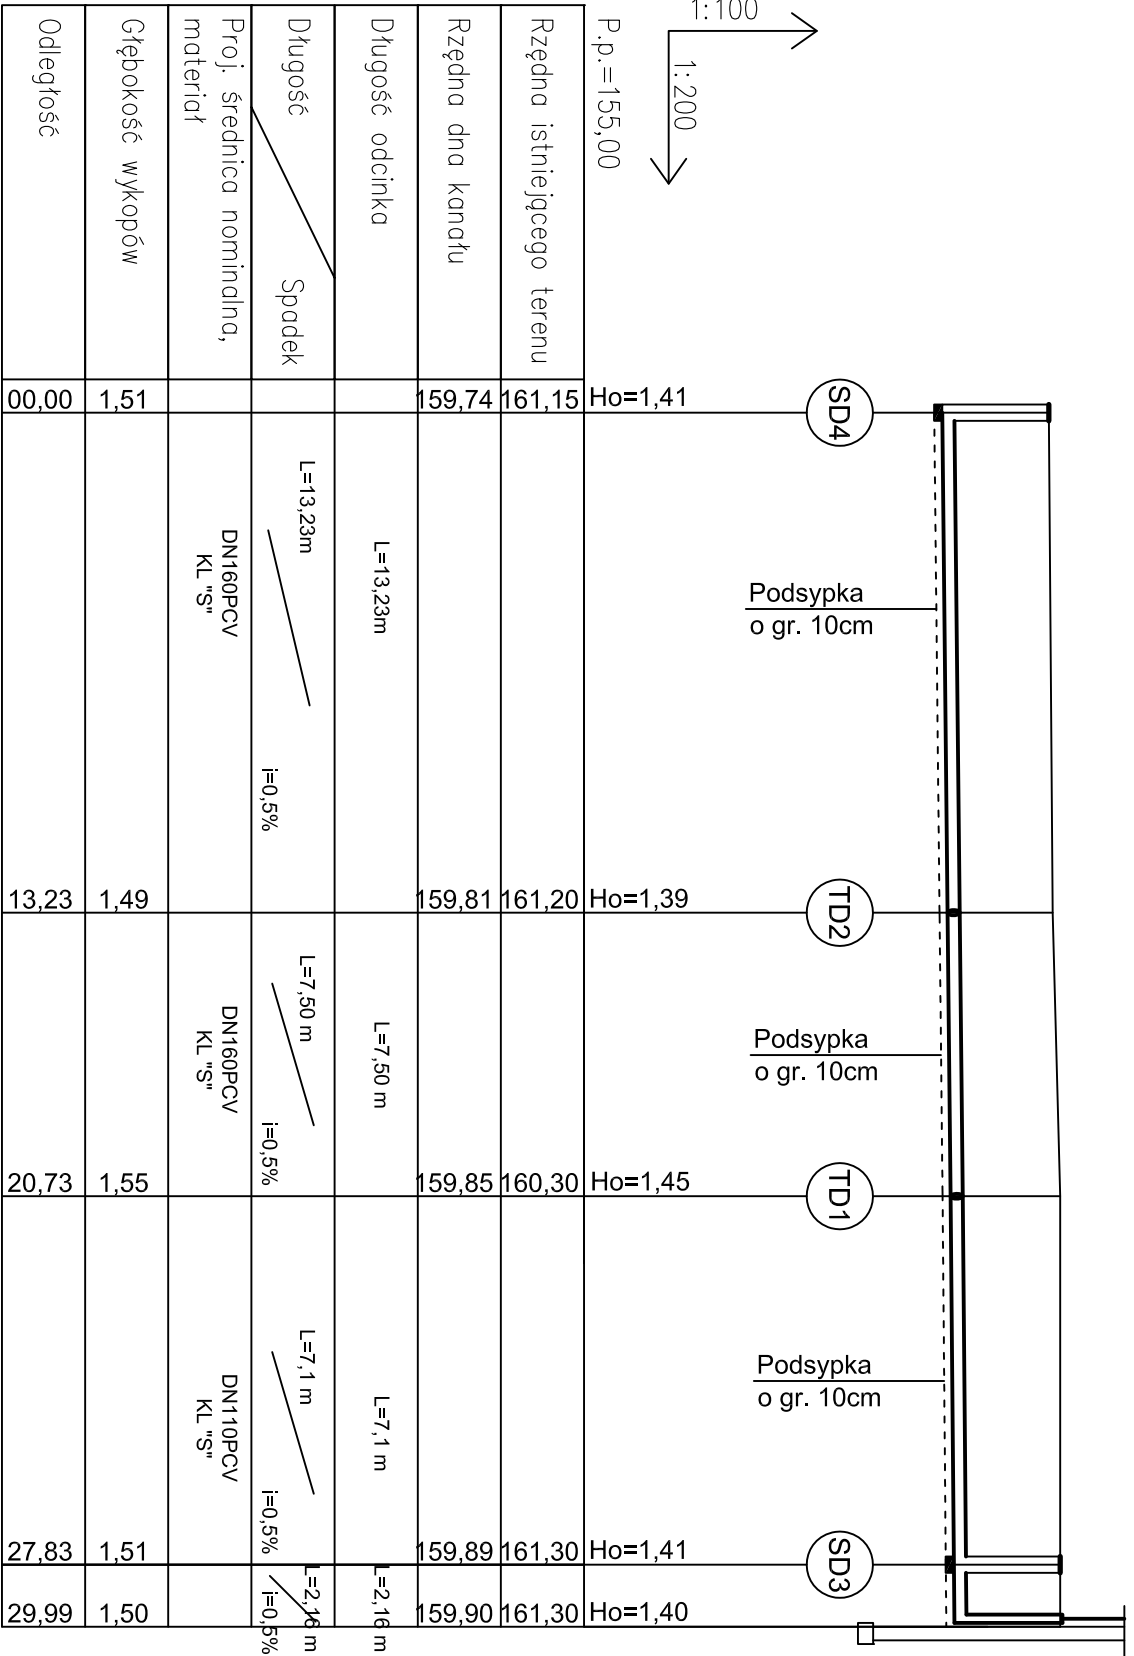 1:100
1:200
P.p.=155,00
Rzędna istniejącego terenu
Rzędna dna kanału
Długość odcinka
Długość
Spadek
Proj. średnica nominalna,
materiał
Głębokość wykopów
Odległość
SD4
TD2
TD1
SD3
Podsypka
o gr. 10cm
Podsypka
o gr. 10cm
Podsypka
o gr. 10cm
00,00 1,51 159,74 161,15 Ho=1,41
L=13,23m
L=13,23m
i=0,5%
DN160PCV
KL "S"
13,23 1,49 159,81 161,20 Ho=1,39
L=7,50 m
L=7,50 m
i=0,5%
DN160PCV
KL "S"
20,73 1,55 159,85 160,30 Ho=1,45
L=7,1 m
L=7,1 m
i=0,5%
DN110PCV
KL "S"
27,83 1,51 159,89 161,30 Ho=1,41
L=2,16 m
L=2,16 m
i=0,5%
29,99 1,50 159,90 161,30 Ho=1,40